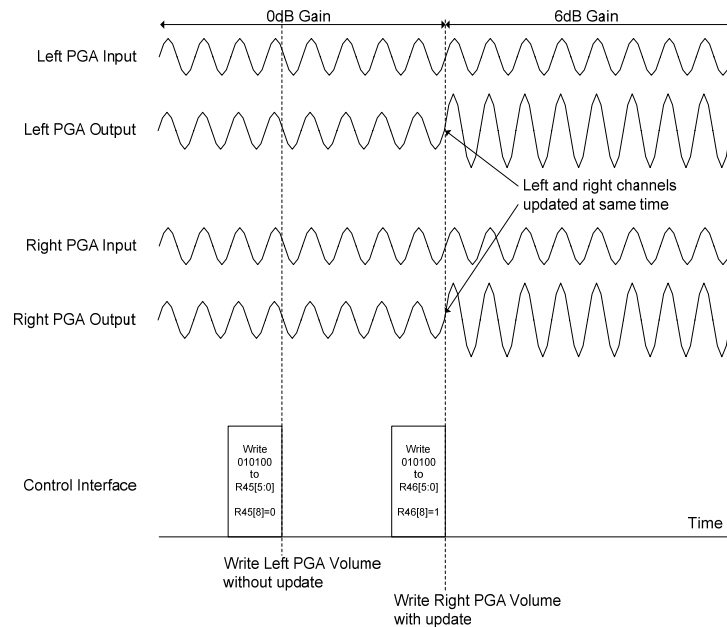 0dB Gain
6dB Gain
Left PGA Input
Left PGA Output
Left and right channels
updated at same time
Right PGA Input
Right PGA Output
Control Interface
Write
010100
to
R45[5:0]
R45[8]=0
Write
010100
to
R46[5:0]
R46[8]=1
Time
Write Left PGA Volume
without update
Write Right PGA Volume
with update